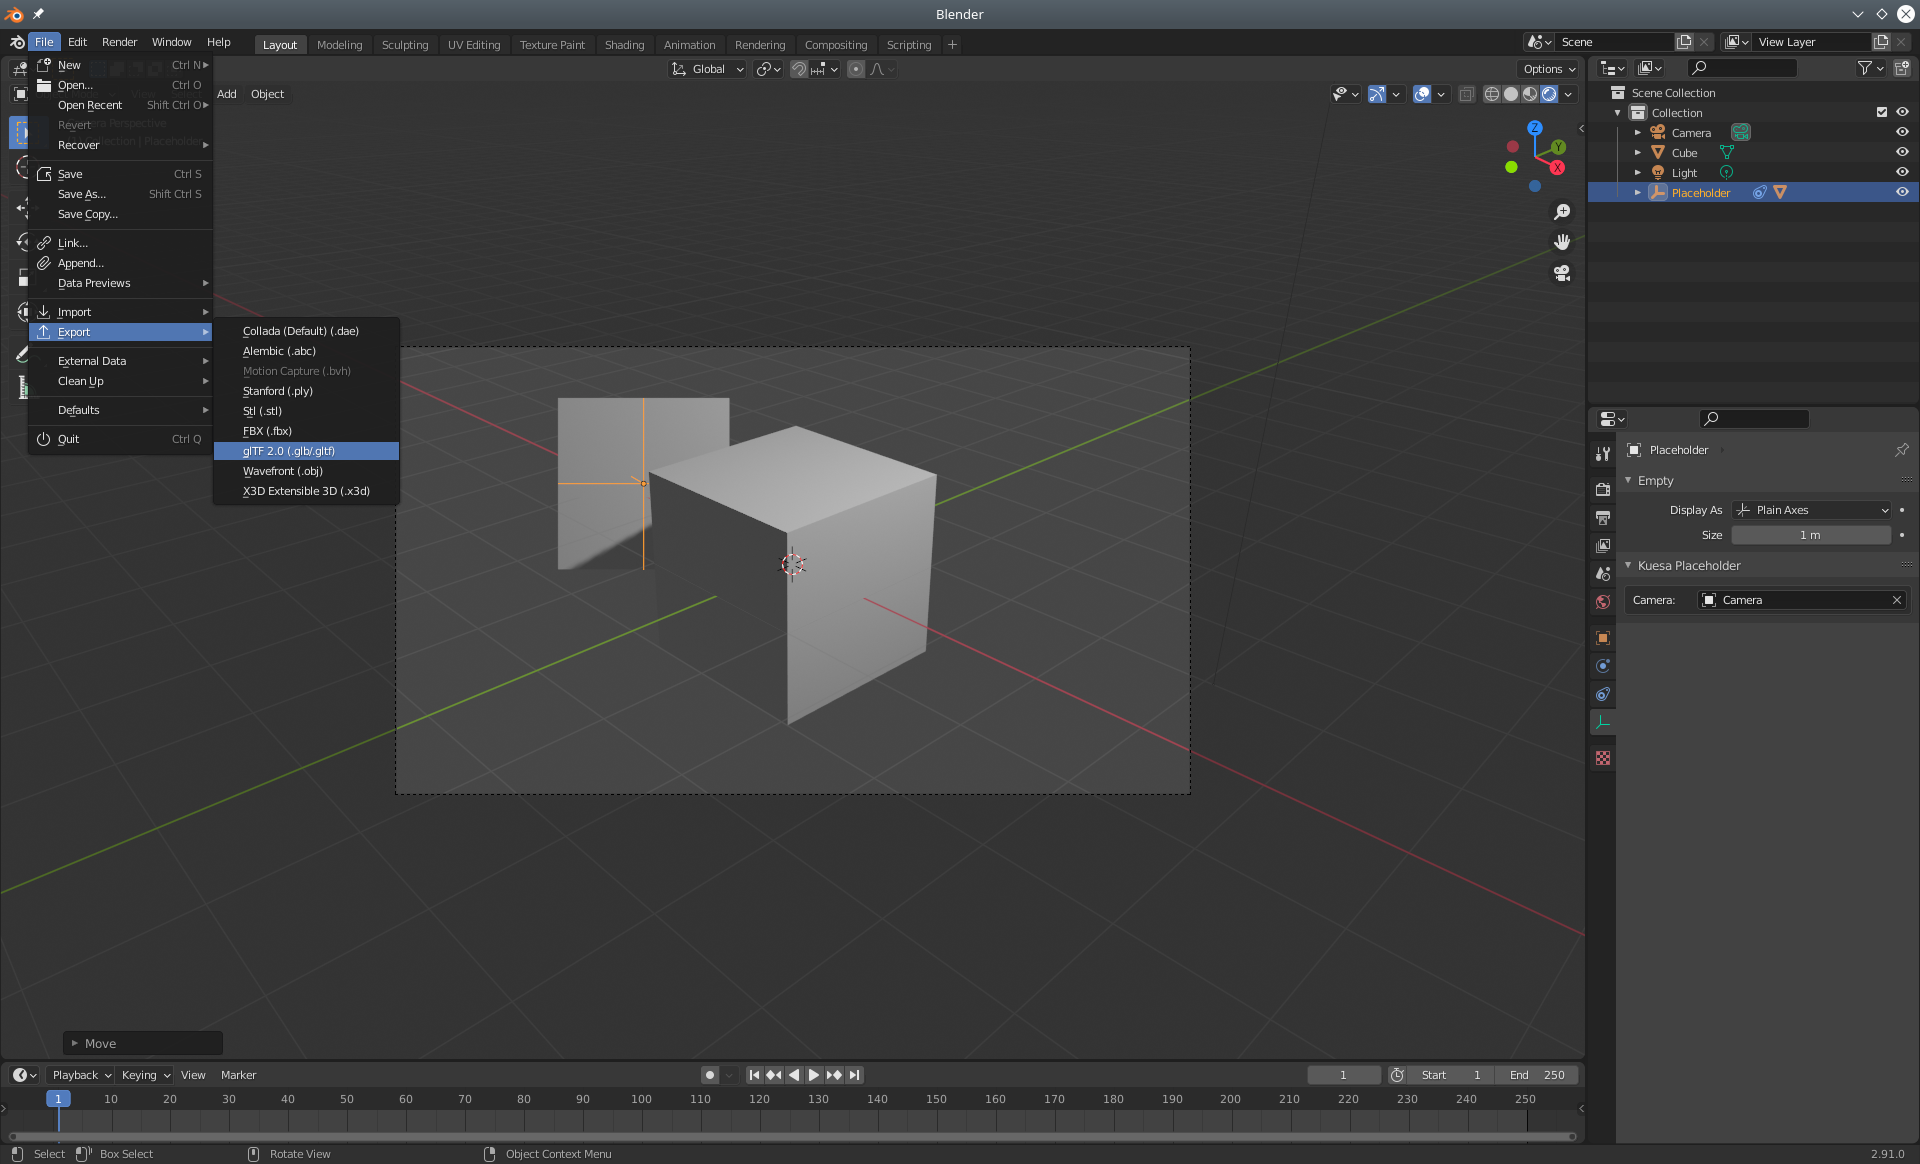 Blender
File Edit Render Window Help Layout Modeling Sculpting UV Editing Texture Paint Shading Animation Rendering Compositing Scripting + Scene View Layer
New Ctrl N
Open... Ctrl O
Open Recent Shift Ctrl O
Revert
Recover
Save Ctrl S
Save As... Shift Ctrl S
Save Copy...
Link...
Append...
Data Previews
Import
Export
External Data
Clean Up
Defaults
Quit Ctrl Q
Collada (Default) (.dae)
Alembic (.abc)
Motion Capture (.bvh)
Stanford (.ply)
Stl (.stl)
FBX (.fbx)
glTF 2.0 (.glb/.gltf)
Wavefront (.obj)
X3D Extensible 3D (.x3d)
Global
Options
Add Object
Perspective
Collection | Placeholder
Z
Y
X
Scene Collection
Collection
Camera
Cube
Light
Placeholder
Placeholder
Empty
Display As Plain Axes
Size 1 m
Kuesa Placeholder
Camera: Camera
Move
Playback Keying View Marker 1 Start 1 End 250
1 10 20 30 40 50 60 70 80 90 100 110 120 130 140 150 160 170 180 190 200 210 220 230 240 250
Select Box Select Rotate View Object Context Menu 2.91.0